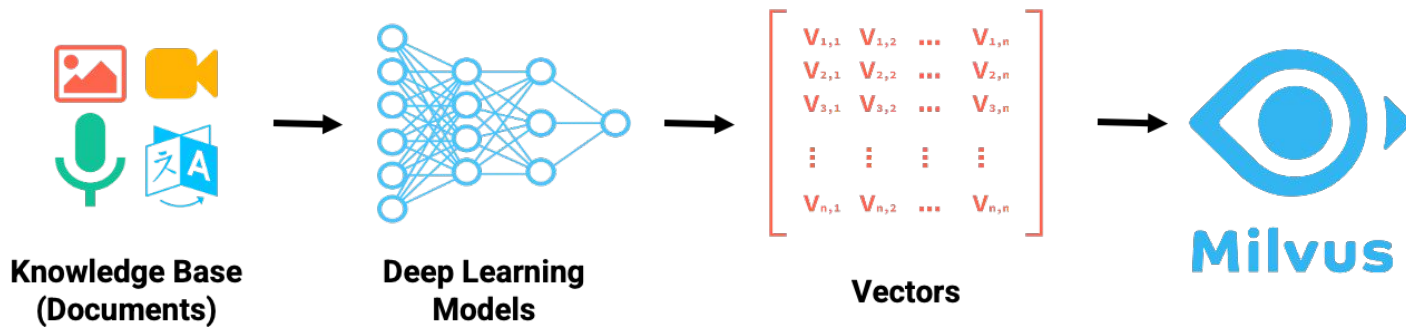 文 A
Knowledge Base
(Documents)
Deep Learning
Models
V1,1 V1,2 ... V1,n
V2,1 V2,2 ... V2,n
V3,1 V3,2 ... V3,n
⋮ ⋮ ⋮ ⋮
Vn,1 Vn,2 ... Vn,n
Vectors
Milvus